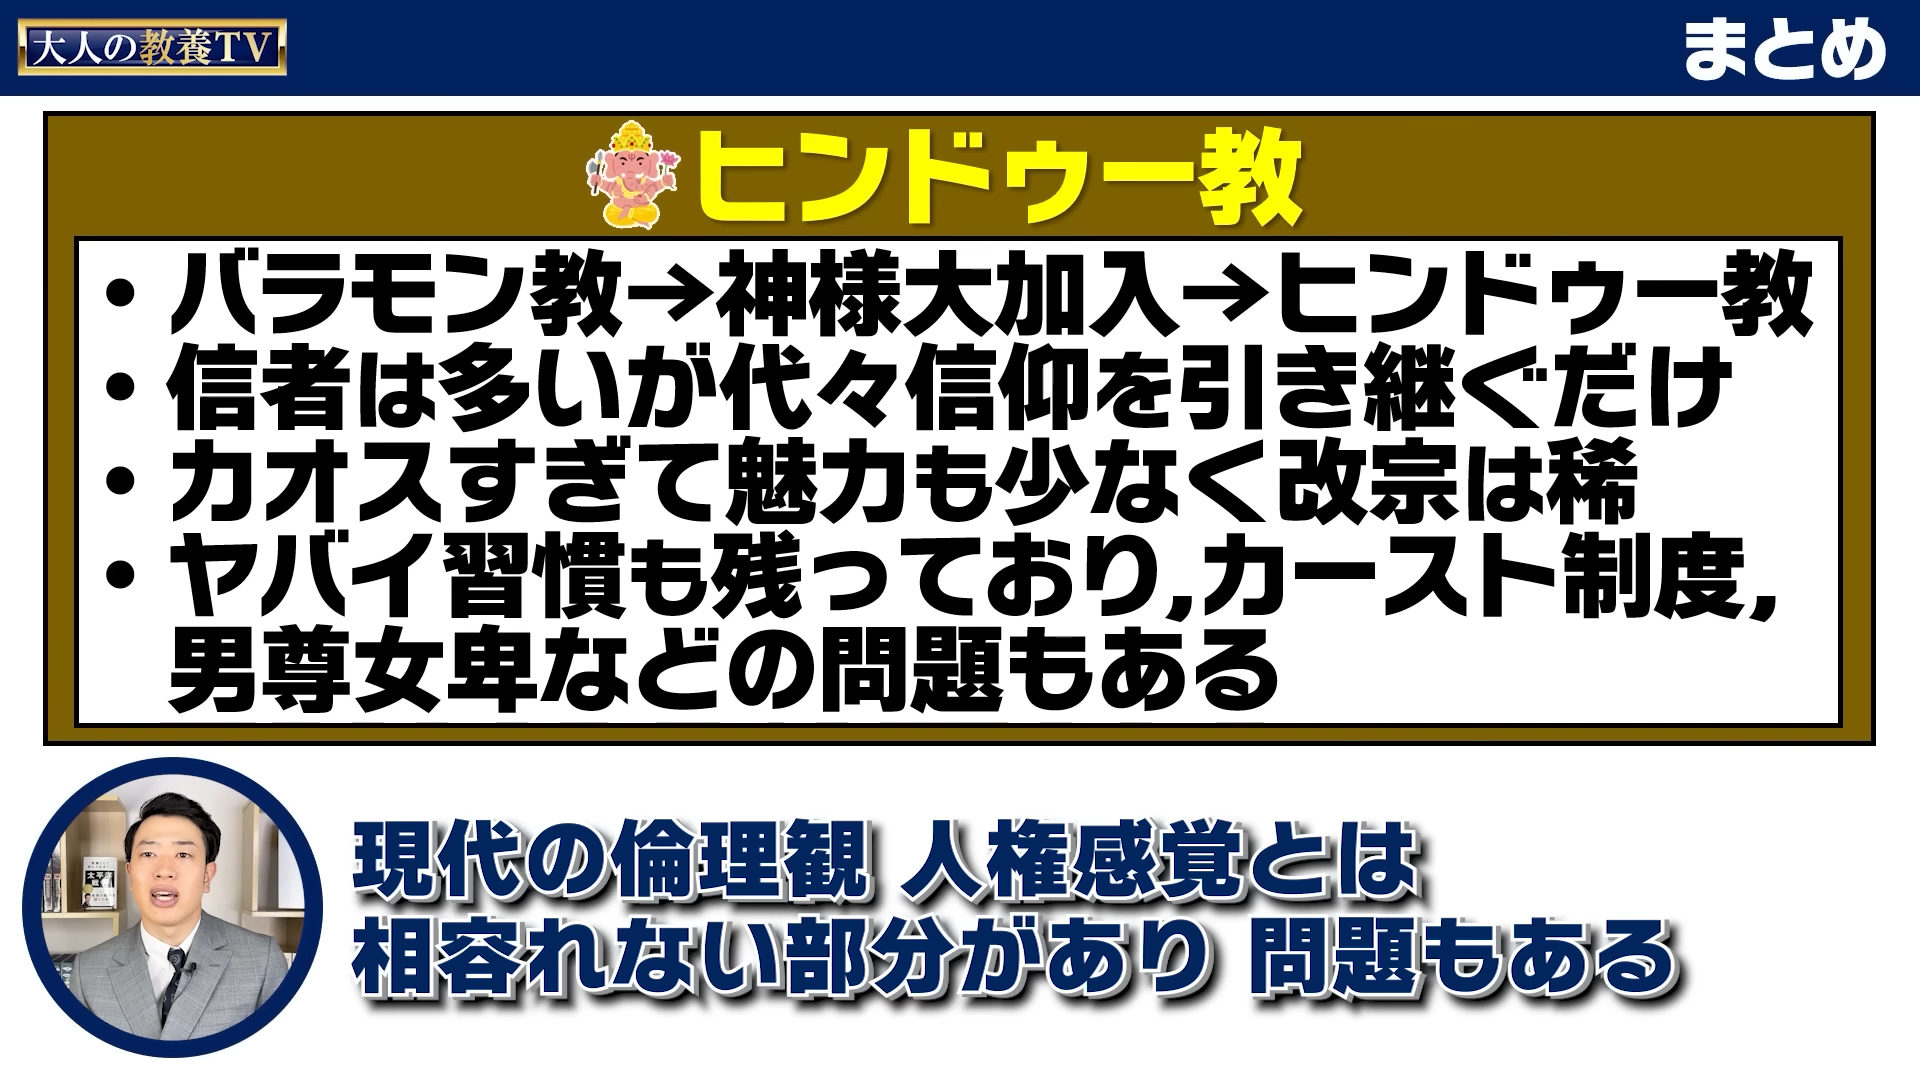 大人の教養TV
まとめ
ヒンドゥー教
・バラモン教→神様大加入→ヒンドゥー教
・信者は多いが代々信仰を引き継ぐだけ
・カオスすぎて魅力も少なく改宗は稀
・ヤバイ習慣も残っており,カースト制度,
男尊女卑などの問題もある
現代の倫理観 人権感覚とは
相容れない部分があり 問題もある